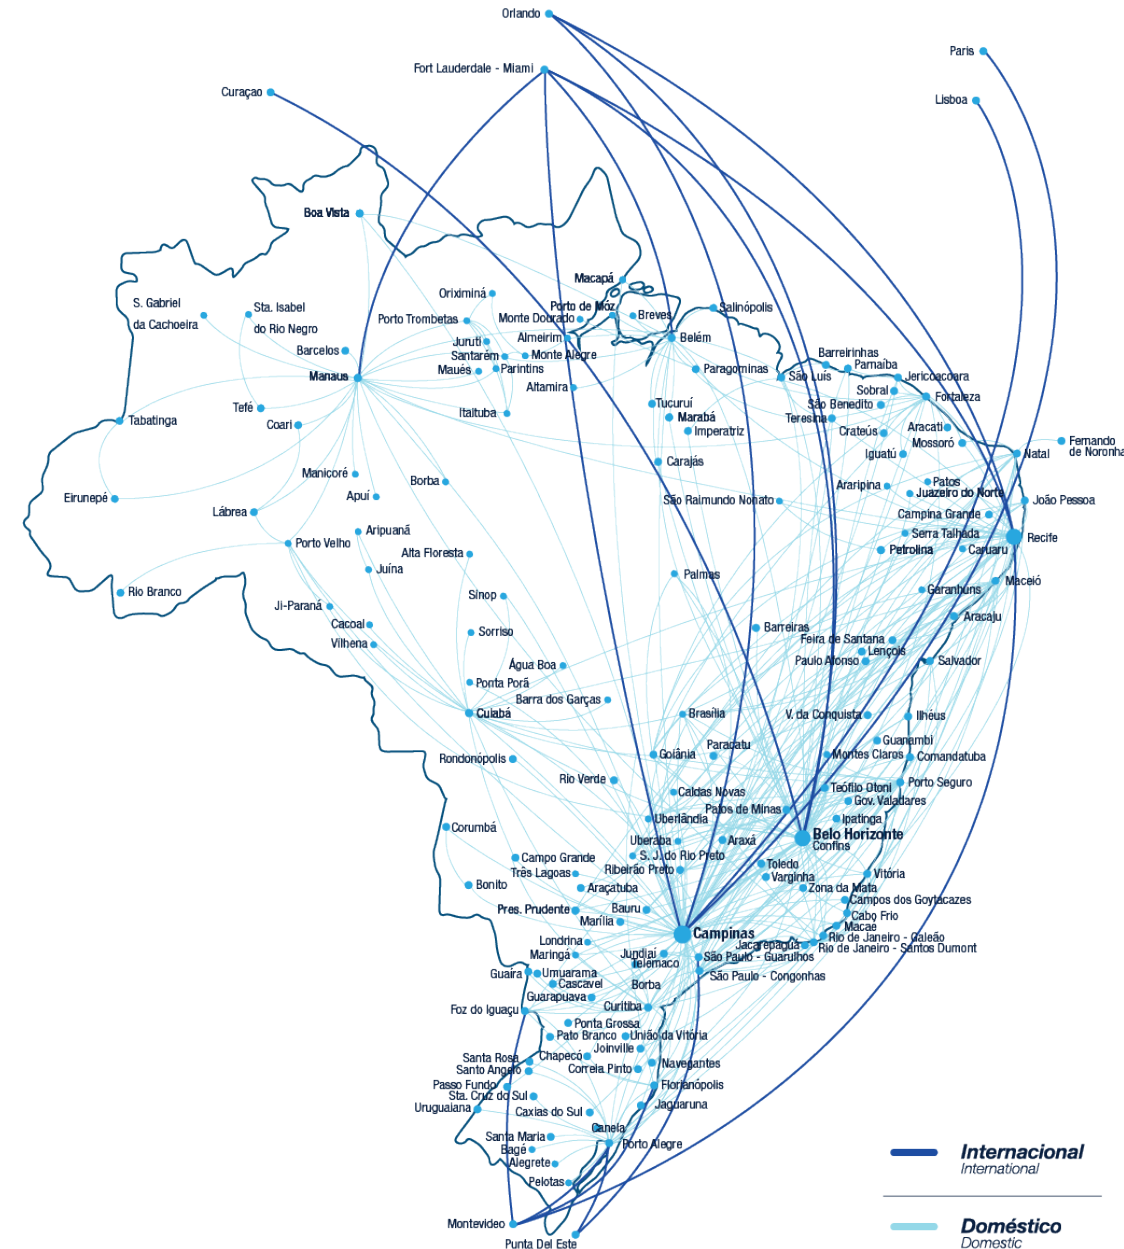 Orlando
Paris
Fort Lauderdale - Miami
Curaçao
Lisboa
Boa Vista
Macapá
Oriximiná
S. Gabriel
da Cachoeira
Sta. Isabel
do Rio Negro
Porto de Móz
Salinópolis
Porto Trombetas
Monte Dourado
Breves
Juruti
Almeirim
Belém
Barcelos
Santarém
Monte Alegre
Barreirinhas
Parnaíba
Manaus
Maués
Parintins
Paragominas
São Luis
Jericoacoara
Altamira
Sobral
Fortaleza
Tefé
Itaituba
Tucuruí
São Benedito
Tabatinga
Coari
Marabá
Teresina
Aracati
Imperatriz
Crateús
Mossoró
Fernando
de Noronha
Iguatú
Natal
Carajás
Manicoré
Borba
Araripina
Patos
Eirunepé
Apuí
São Raimundo Nonato
Juazeiro do Norte
João Pessoa
Lábrea
Campina Grande
Aripuanã
Serra Talhada
Recife
Porto Velho
Alta Floresta
Petrolina
Caruaru
Juína
Palmas
Maceió
Rio Branco
Sinop
Garanhuns
Ji-Paraná
Aracaju
Cacoal
Sorriso
Barreiras
Feira de Santana
Vilhena
Lençois
Água Boa
Paulo Afonso
Salvador
Ponta Porã
Barra dos Garças
Cuiabá
Brasília
V. da Conquista
Ilhéus
Guanambi
Rondonópolis
Goiânia
Paracatu
Montes Claros
Comandatuba
Rio Verde
Caldas Novas
Teófilo Otoni
Porto Seguro
Patos de Minas
Gov. Valadares
Corumbá
Uberlândia
Ipatinga
Uberaba
Araxá
Belo Horizonte
Confins
Campo Grande
S. J. do Rio Preto
Toledo
Três Lagoas
Ribeirão Preto
Varginha
Vitória
Bonito
Araçatuba
Zona da Mata
Campos dos Goytacazes
Pres. Prudente
Bauru
Cabo Frio
Marília
Macae
Campinas
Rio de Janeiro - Galeão
Londrina
Jacarepaguá
Rio de Janeiro - Santos Dumont
Maringá
Jundiaí
São Paulo - Guarulhos
Telemaco
Borba
Guaíra
Umuarama
São Paulo - Congonhas
Cascavel
Guarapuava
Curitiba
Foz do Iguaçu
Ponta Grossa
Pato Branco
União da Vitória
Joinville
Santa Rosa
Chapecó
Santo Angelo
Correia Pinto
Navegantes
Passo Fundo
Florianópolis
Sta. Cruz do Sul
Uruguaiana
Caxias do Sul
Jaguaruna
Canela
Santa Maria
Porto Alegre
Bagé
Alegrete
Pelotas
Montevideo
Punta Del Este
Internacional
International
Doméstico
Domestic